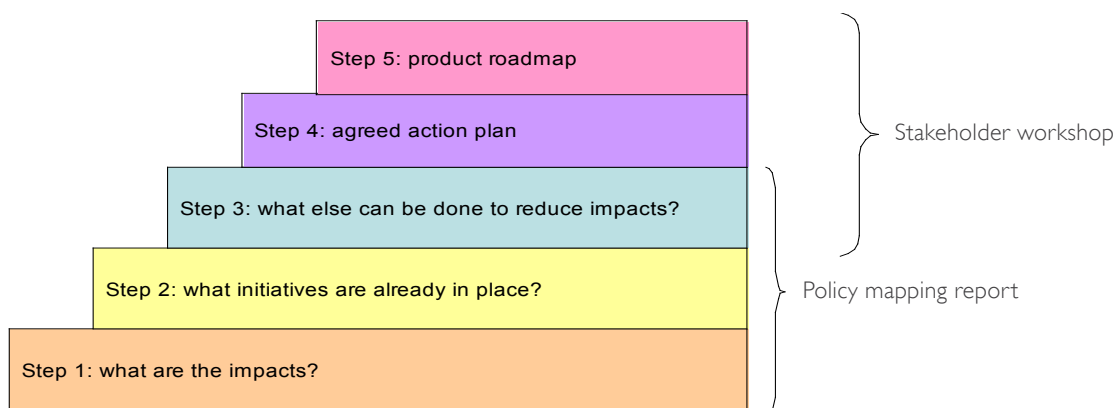 Step 5: product roadmap
Step 4: agreed action plan
Stakeholder workshop
Step 3: what else can be done to reduce impacts?
Step 2: what initiatives are already in place?
Policy mapping report
Step 1: what are the impacts?